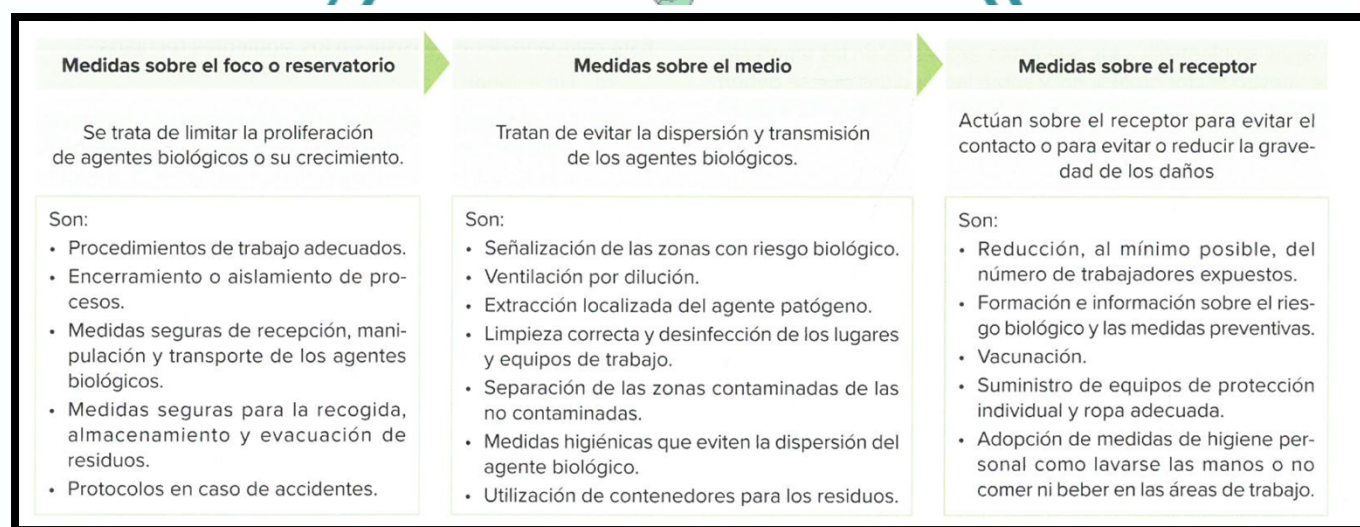 Medidas sobre el foco o reservatorio
Se trata de limitar la proliferación
de agentes biológicos o su crecimiento.
Son:
• Procedimientos de trabajo adecuados.
• Encerramiento o aislamiento de pro-
cesos.
• Medidas seguras de recepción, mani-
pulación y transporte de los agentes
biológicos.
• Medidas seguras para la recogida,
almacenamiento y evacuación de
residuos.
• Protocolos en caso de accidentes.
Medidas sobre el medio
Tratan de evitar la dispersión y transmisión
de los agentes biológicos.
Son:
• Señalización de las zonas con riesgo biológico.
• Ventilación por dilución.
• Extracción localizada del agente patógeno.
• Limpieza correcta y desinfección de los lugares
y equipos de trabajo.
• Separación de las zonas contaminadas de las
no contaminadas.
• Medidas higiénicas que eviten la dispersión del
agente biológico.
• Utilización de contenedores para los residuos.
Medidas sobre el receptor
Actúan sobre el receptor para evitar el
contacto o para evitar o reducir la grave-
dad de los daños
Son:
• Reducción, al mínimo posible, del
número de trabajadores expuestos.
• Formación e información sobre el ries-
go biológico y las medidas preventivas.
• Vacunación.
• Suministro de equipos de protección
individual y ropa adecuada.
• Adopción de medidas de higiene per-
sonal como lavarse las manos o no
comer ni beber en las áreas de trabajo.